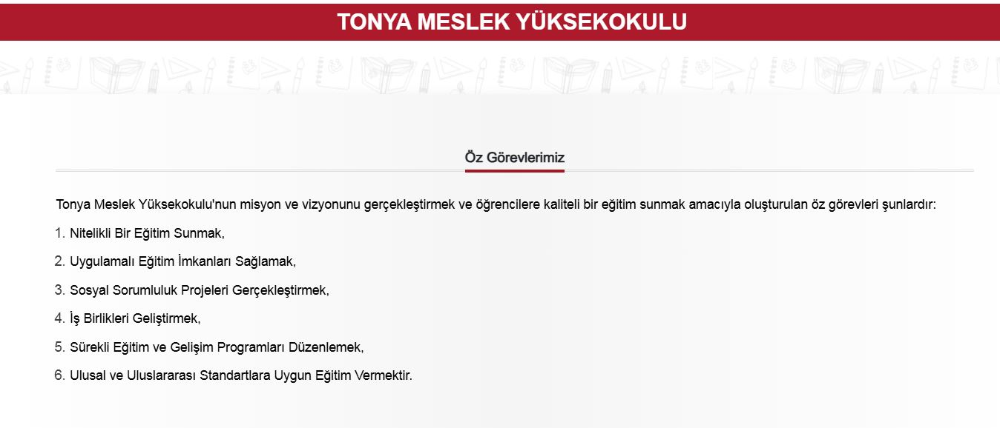 TONYA MESLEK YÜKSEKOKULU
Öz Görevlerimiz
Tonya Meslek Yüksekokulu'nun misyon ve vizyonunu gerçekleştirmek ve öğrencilere kaliteli bir eğitim sunmak amacıyla oluşturulan öz görevleri şunlardır:
1. Nitelikli Bir Eğitim Sunmak,
2. Uygulamalı Eğitim İmkanları Sağlamak,
3. Sosyal Sorumluluk Projeleri Gerçekleştirmek,
4. İş Birlikleri Geliştirmek,
5. Sürekli Eğitim ve Gelişim Programları Düzenlemek,
6. Ulusal ve Uluslararası Standartlara Uygun Eğitim Vermektir.